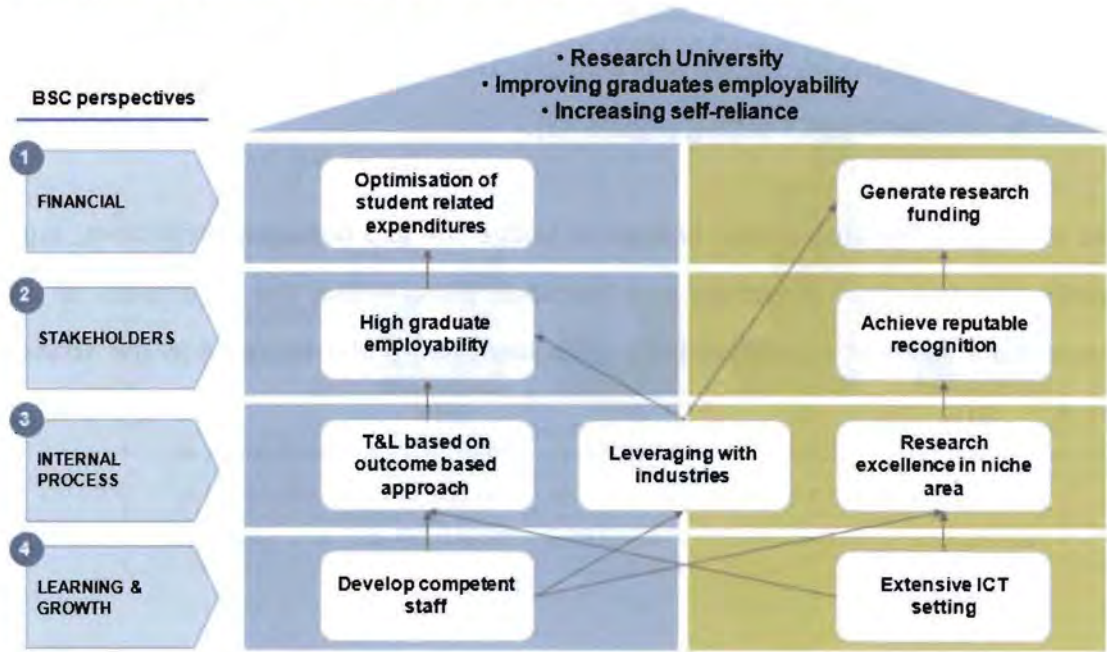 • Research University
• Improving graduates employability
• Increasing self-reliance
BSC perspectives
1
FINANCIAL
Optimisation of
student related
expenditures
Generate research
funding
2
STAKEHOLDERS
High graduate
employability
Achieve reputable
recognition
3
INTERNAL
PROCESS
T&L based on
outcome based
approach
Leveraging with
industries
Research
excellence in niche
area
4
LEARNING &
GROWTH
Develop competent
staff
Extensive ICT
setting